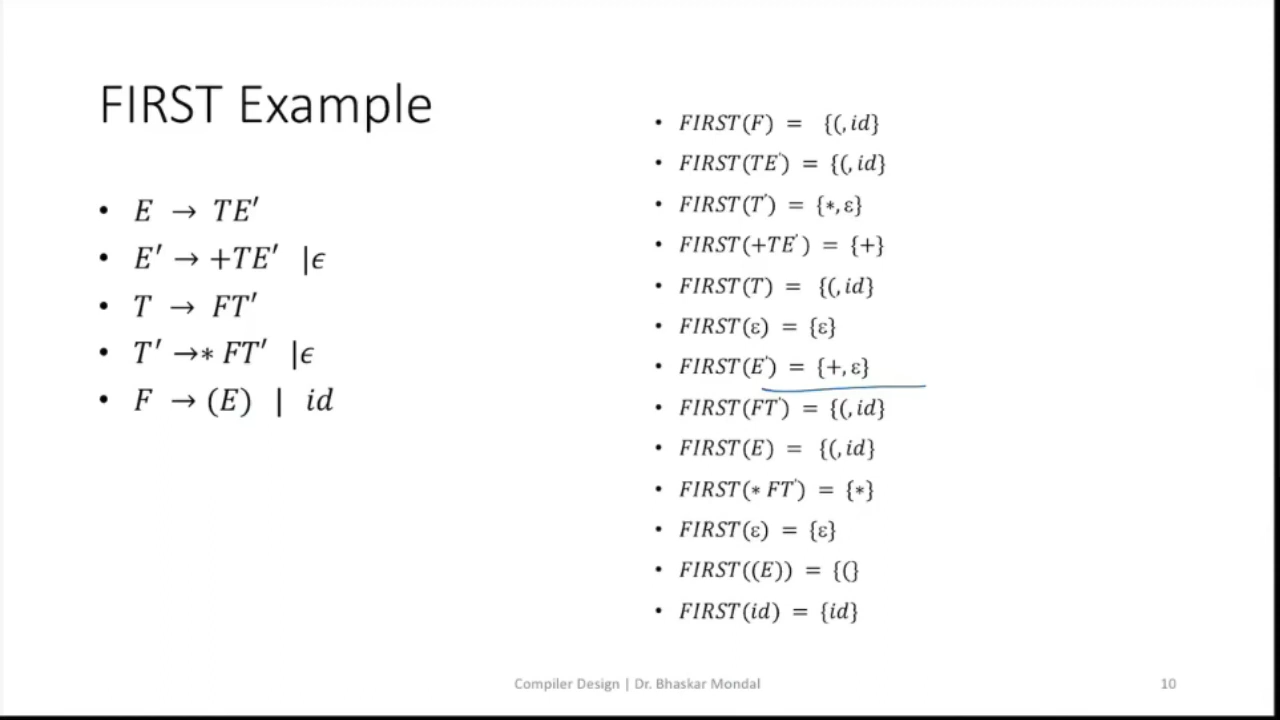 FIRST Example
• E → TE′
• E′ → +TE′ |ϵ
• T → FT′
• T′ →∗ FT′ |ϵ
• F → (E) | id
• FIRST(F) = {(, id}
• FIRST(TE′) = {(, id}
• FIRST(T′) = {∗, ε}
• FIRST(+TE′) = {+}
• FIRST(T) = {(, id}
• FIRST(ε) = {ε}
• FIRST(E′) = {+, ε}
• FIRST(FT′) = {(, id}
• FIRST(E) = {(, id}
• FIRST(∗ FT′) = {∗}
• FIRST(ε) = {ε}
• FIRST((E)) = {(}
• FIRST(id) = {id}
Compiler Design | Dr. Bhaskar Mondal
10